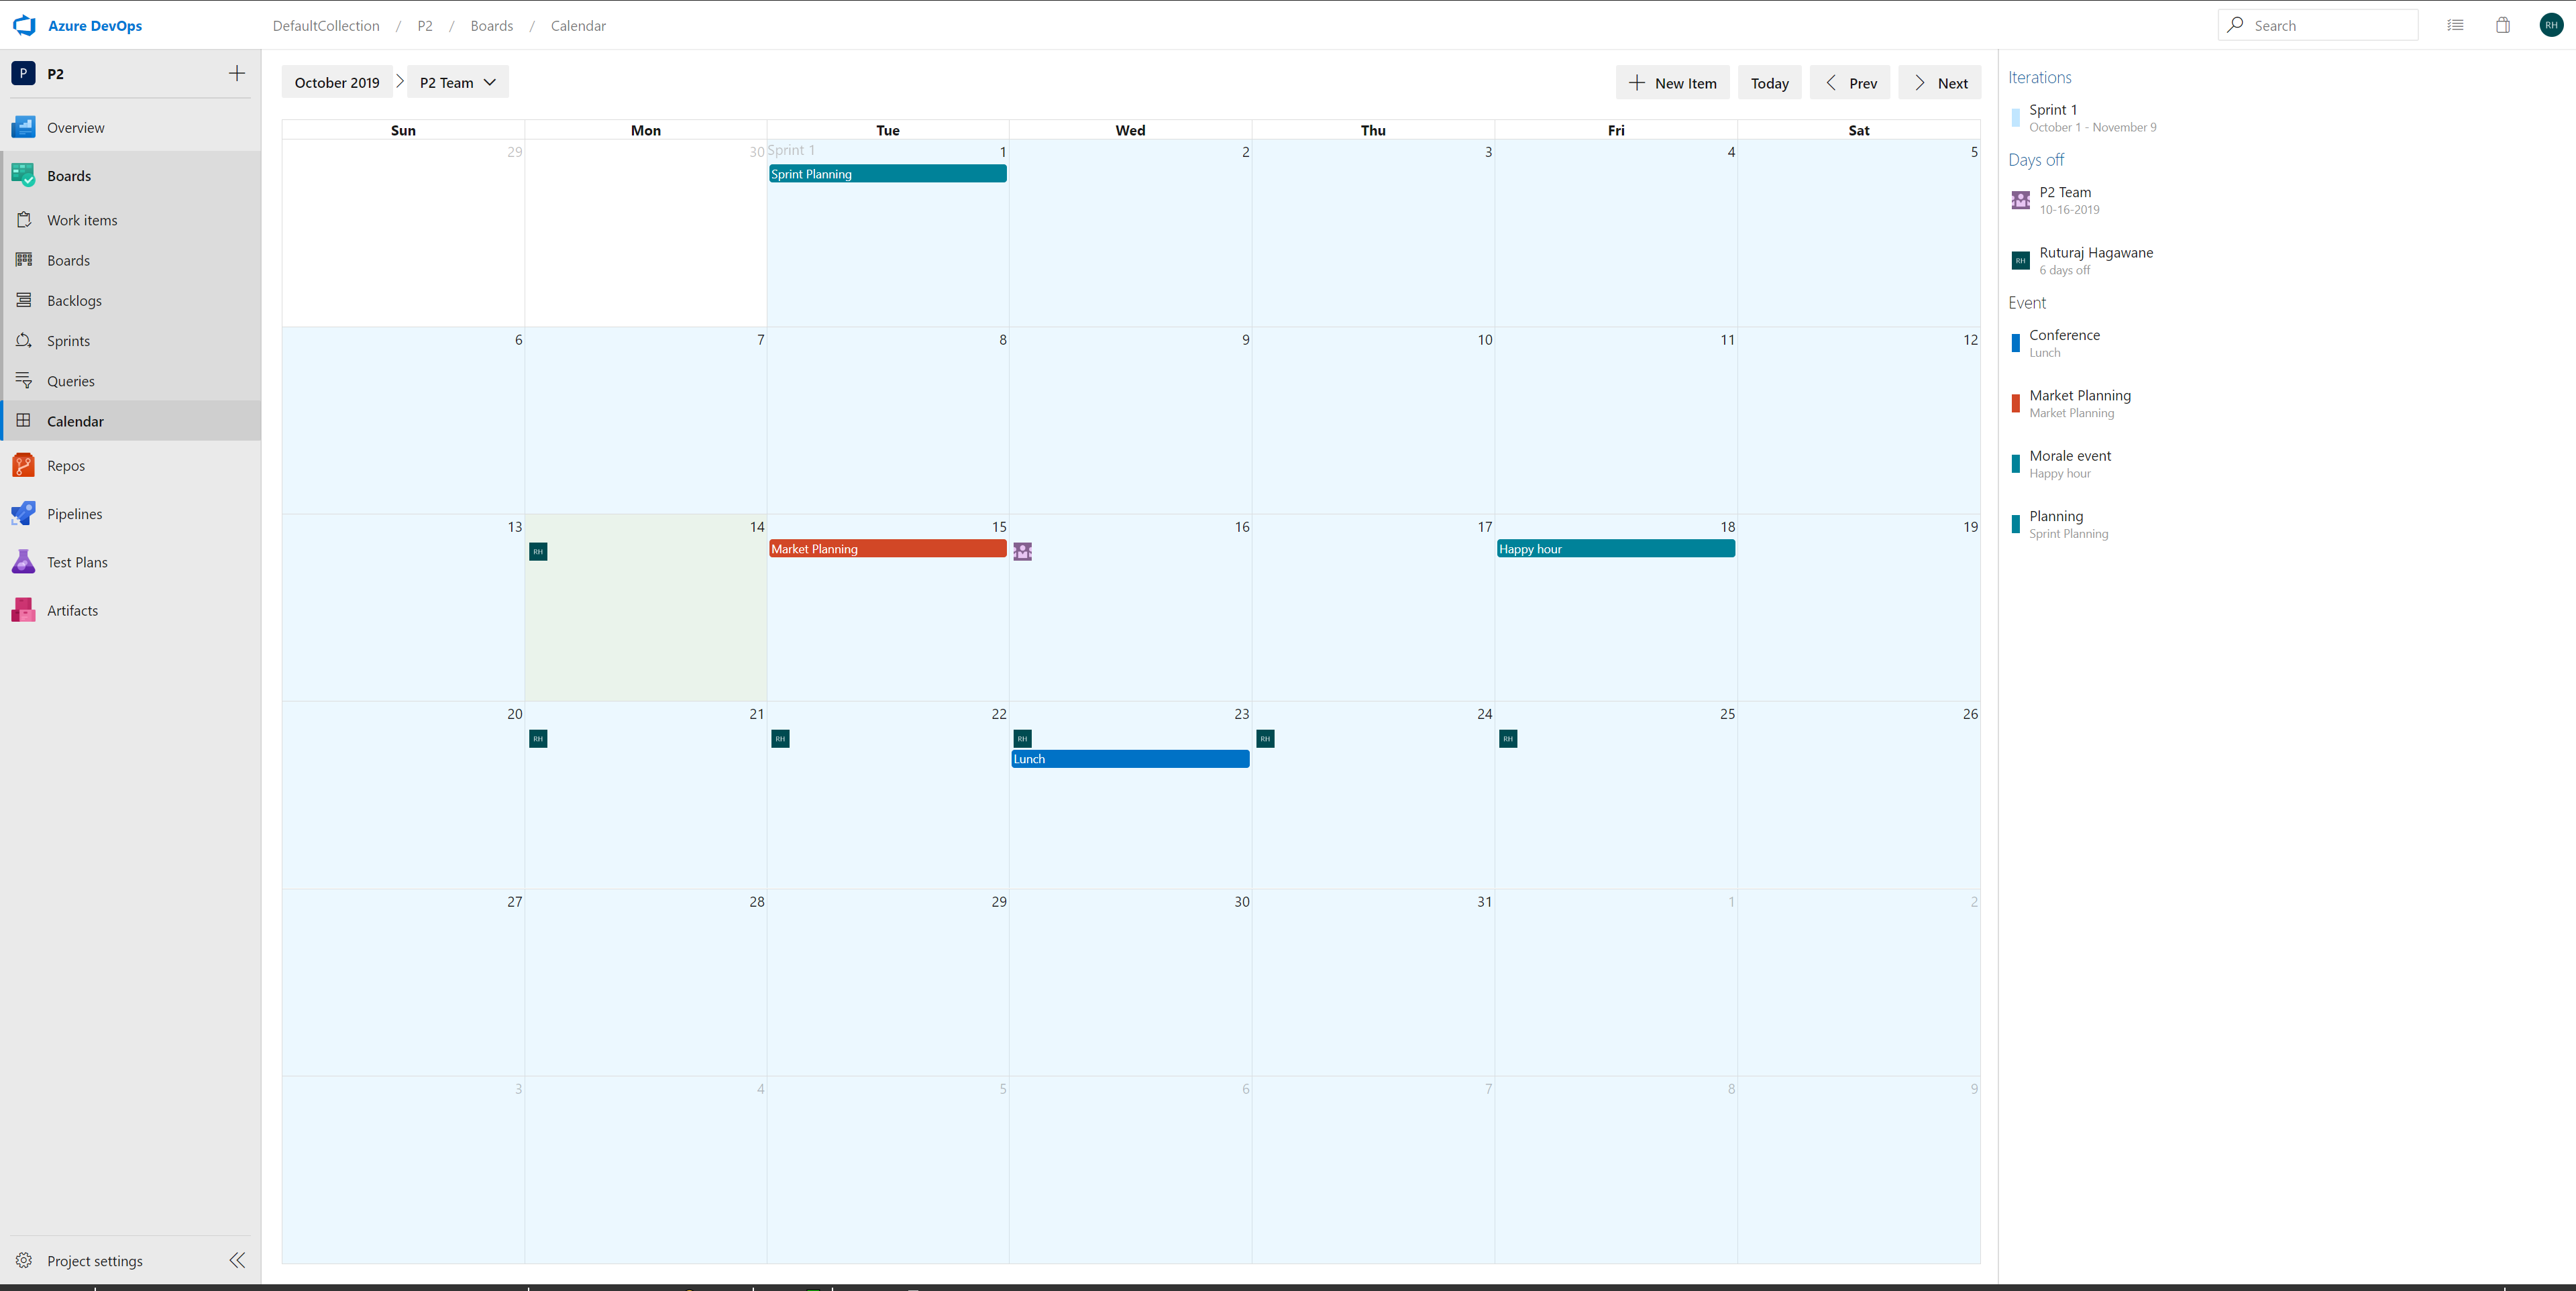 Azure DevOps
DefaultCollection / P2 / Boards / Calendar
Search
RH
P P2
Overview
Boards
Work items
Boards
Backlogs
Sprints
Queries
Calendar
Repos
Pipelines
Test Plans
Artifacts
Project settings
October 2019 P2 Team
New Item Today Prev Next
Sun Mon Tue Wed Thu Fri Sat
29 30 Sprint 1 1 2 3 4 5
Sprint Planning
6 7 8 9 10 11 12
13 14 15 16 17 18 19
RH Market Planning Happy hour
20 21 22 23 24 25 26
RH RH RH RH RH
Lunch
27 28 29 30 31 1 2
3 4 5 6 7 8 9
Iterations
Sprint 1
October 1 - November 9
Days off
P2 Team
10-16-2019
RH Ruturaj Hagawane
6 days off
Event
Conference
Lunch
Market Planning
Market Planning
Morale event
Happy hour
Planning
Sprint Planning